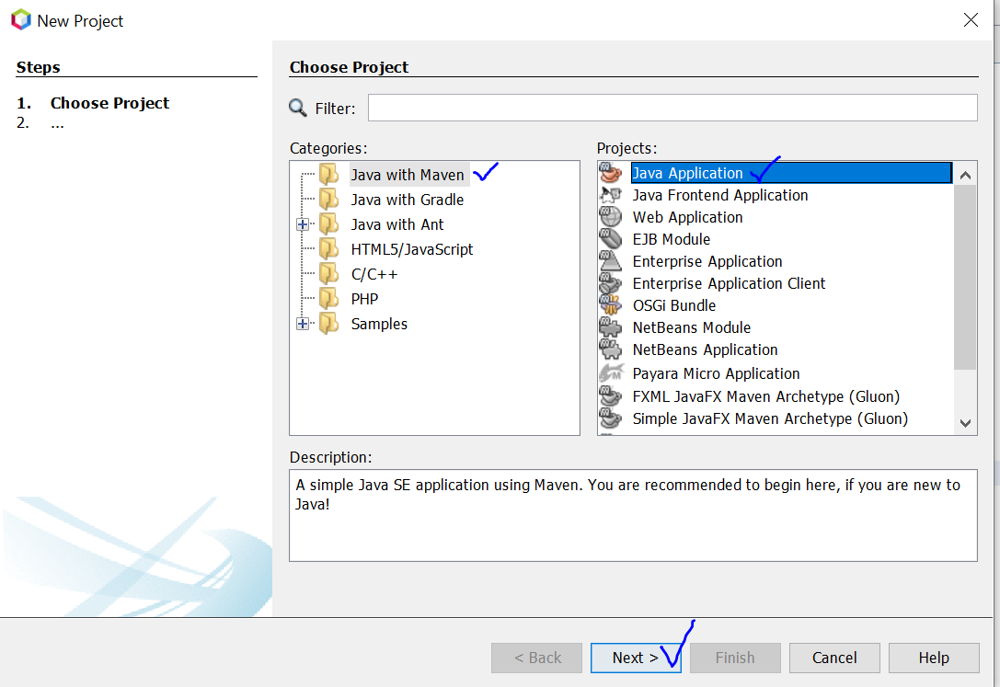 New Project
Steps
1. Choose Project
2. ...
Choose Project
Filter:
Categories:
Java with Maven
Java with Gradle
Java with Ant
HTML5/JavaScript
C/C++
PHP
Samples
Projects:
Java Application
Java Frontend Application
Web Application
EJB Module
Enterprise Application
Enterprise Application Client
OSGi Bundle
NetBeans Module
NetBeans Application
Payara Micro Application
FXML JavaFX Maven Archetype (Gluon)
Simple JavaFX Maven Archetype (Gluon)
Description:
A simple Java SE application using Maven. You are recommended to begin here, if you are new to
Java!
< Back
Next >
Finish
Cancel
Help